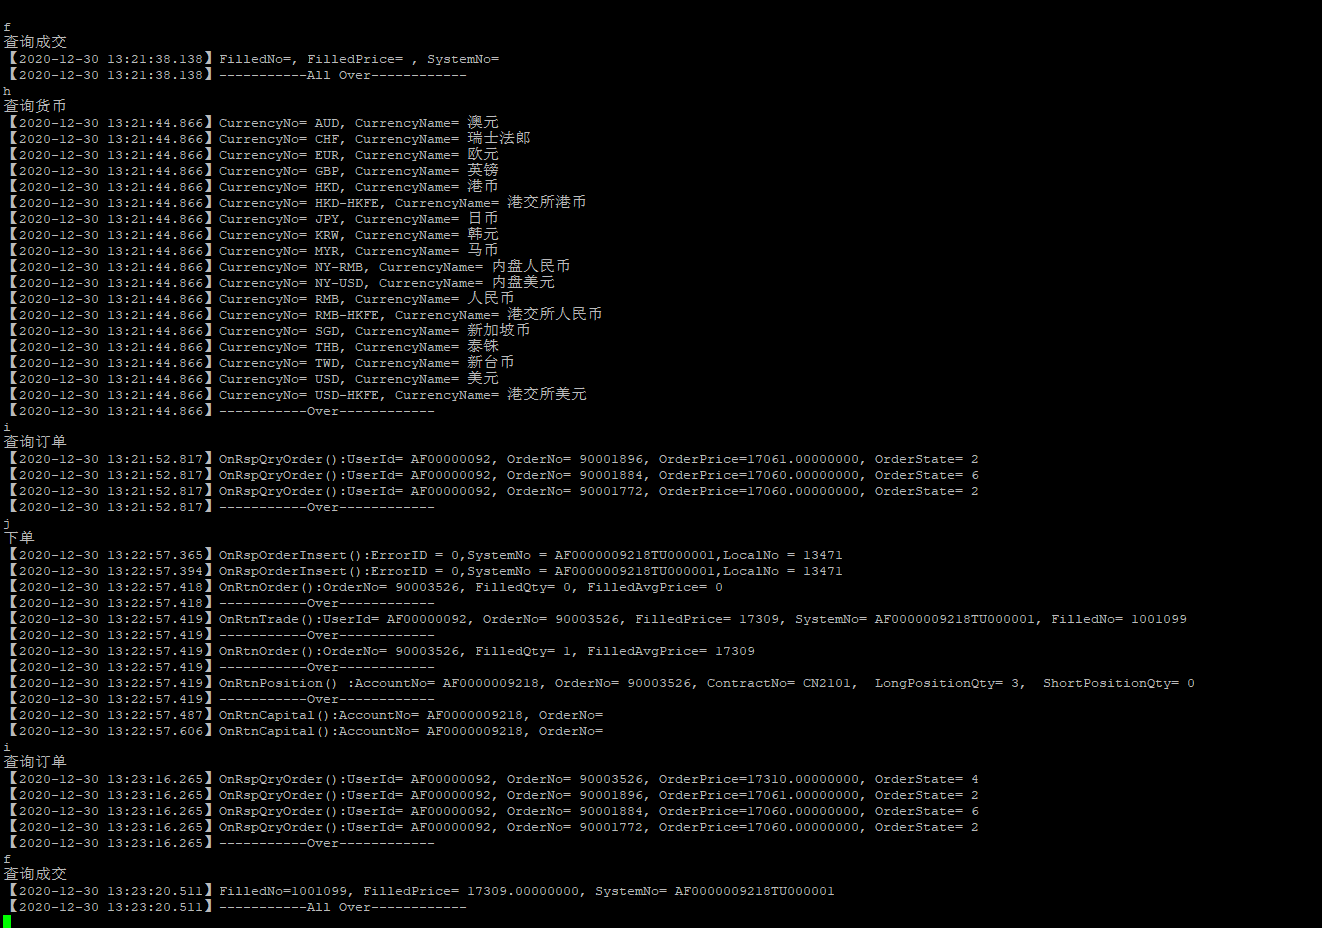 f
查询成交
【2020-12-30 13:21:38.138】FilledNo=, FilledPrice= , SystemNo=
【2020-12-30 13:21:38.138】-----------All Over------------
h
查询货币
【2020-12-30 13:21:44.866】CurrencyNo= AUD, CurrencyName= 澳元
【2020-12-30 13:21:44.866】CurrencyNo= CHF, CurrencyName= 瑞士法郎
【2020-12-30 13:21:44.866】CurrencyNo= EUR, CurrencyName= 欧元
【2020-12-30 13:21:44.866】CurrencyNo= GBP, CurrencyName= 英镑
【2020-12-30 13:21:44.866】CurrencyNo= HKD, CurrencyName= 港币
【2020-12-30 13:21:44.866】CurrencyNo= HKD-HKFE, CurrencyName= 港交所港币
【2020-12-30 13:21:44.866】CurrencyNo= JPY, CurrencyName= 日币
【2020-12-30 13:21:44.866】CurrencyNo= KRW, CurrencyName= 韩元
【2020-12-30 13:21:44.866】CurrencyNo= MYR, CurrencyName= 马币
【2020-12-30 13:21:44.866】CurrencyNo= NY-RMB, CurrencyName= 内盘人民币
【2020-12-30 13:21:44.866】CurrencyNo= NY-USD, CurrencyName= 内盘美元
【2020-12-30 13:21:44.866】CurrencyNo= RMB, CurrencyName= 人民币
【2020-12-30 13:21:44.866】CurrencyNo= RMB-HKFE, CurrencyName= 港交所人民币
【2020-12-30 13:21:44.866】CurrencyNo= SGD, CurrencyName= 新加坡币
【2020-12-30 13:21:44.866】CurrencyNo= THB, CurrencyName= 泰铢
【2020-12-30 13:21:44.866】CurrencyNo= TWD, CurrencyName= 新台币
【2020-12-30 13:21:44.866】CurrencyNo= USD, CurrencyName= 美元
【2020-12-30 13:21:44.866】CurrencyNo= USD-HKFE, CurrencyName= 港交所美元
【2020-12-30 13:21:44.866】-----------Over------------
i
查询订单
【2020-12-30 13:21:52.817】OnRspQryOrder():UserId= AF00000092, OrderNo= 90001896, OrderPrice=17061.00000000, OrderState= 2
【2020-12-30 13:21:52.817】OnRspQryOrder():UserId= AF00000092, OrderNo= 90001884, OrderPrice=17060.00000000, OrderState= 6
【2020-12-30 13:21:52.817】OnRspQryOrder():UserId= AF00000092, OrderNo= 90001772, OrderPrice=17060.00000000, OrderState= 2
【2020-12-30 13:21:52.817】-----------Over------------
j
下单
【2020-12-30 13:22:57.365】OnRspOrderInsert():ErrorID = 0,SystemNo = AF0000009218TU000001,LocalNo = 13471
【2020-12-30 13:22:57.394】OnRspOrderInsert():ErrorID = 0,SystemNo = AF0000009218TU000001,LocalNo = 13471
【2020-12-30 13:22:57.418】OnRtnOrder():OrderNo= 90003526, FilledQty= 0, FilledAvgPrice= 0
【2020-12-30 13:22:57.418】-----------Over------------
【2020-12-30 13:22:57.419】OnRtnTrade():UserId= AF00000092, OrderNo= 90003526, FilledPrice= 17309, SystemNo= AF0000009218TU000001, FilledNo= 1001099
【2020-12-30 13:22:57.419】-----------Over------------
【2020-12-30 13:22:57.419】OnRtnOrder():OrderNo= 90003526, FilledQty= 1, FilledAvgPrice= 17309
【2020-12-30 13:22:57.419】-----------Over------------
【2020-12-30 13:22:57.419】OnRtnPosition() :AccountNo= AF0000009218, OrderNo= 90003526, ContractNo= CN2101,  LongPositionQty= 3,  ShortPositionQty= 0
【2020-12-30 13:22:57.419】-----------Over------------
【2020-12-30 13:22:57.487】OnRtnCapital():AccountNo= AF0000009218, OrderNo=
【2020-12-30 13:22:57.606】OnRtnCapital():AccountNo= AF0000009218, OrderNo=
i
查询订单
【2020-12-30 13:23:16.265】OnRspQryOrder():UserId= AF00000092, OrderNo= 90003526, OrderPrice=17310.00000000, OrderState= 4
【2020-12-30 13:23:16.265】OnRspQryOrder():UserId= AF00000092, OrderNo= 90001896, OrderPrice=17061.00000000, OrderState= 2
【2020-12-30 13:23:16.265】OnRspQryOrder():UserId= AF00000092, OrderNo= 90001884, OrderPrice=17060.00000000, OrderState= 6
【2020-12-30 13:23:16.265】OnRspQryOrder():UserId= AF00000092, OrderNo= 90001772, OrderPrice=17060.00000000, OrderState= 2
【2020-12-30 13:23:16.265】-----------Over------------
f
查询成交
【2020-12-30 13:23:20.511】FilledNo=1001099, FilledPrice= 17309.00000000, SystemNo= AF0000009218TU000001
【2020-12-30 13:23:20.511】-----------All Over------------